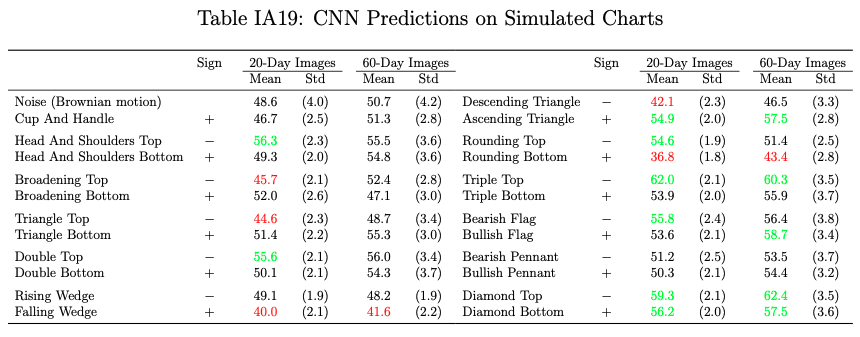 Table IA19: CNN Predictions on Simulated Charts
Sign 20-Day Images 60-Day Images Sign 20-Day Images 60-Day Images
Mean Std Mean Std Mean Std Mean Std
Noise (Brownian motion) 48.6 (4.0) 50.7 (4.2) Descending Triangle − 42.1 (2.3) 46.5 (3.3)
Cup And Handle + 46.7 (2.5) 51.3 (2.8) Ascending Triangle + 54.9 (2.0) 57.5 (2.8)
Head And Shoulders Top − 56.3 (2.3) 55.5 (3.6) Rounding Top − 54.6 (1.9) 51.4 (2.5)
Head And Shoulders Bottom + 49.3 (2.0) 54.8 (3.6) Rounding Bottom + 36.8 (1.8) 43.4 (2.8)
Broadening Top − 45.7 (2.1) 52.4 (2.8) Triple Top − 62.0 (2.1) 60.3 (3.5)
Broadening Bottom + 52.0 (2.6) 47.1 (3.0) Triple Bottom + 53.9 (2.0) 55.9 (3.7)
Triangle Top − 44.6 (2.3) 48.7 (3.4) Bearish Flag − 55.8 (2.4) 56.4 (3.8)
Triangle Bottom + 51.4 (2.2) 55.3 (3.0) Bullish Flag + 53.6 (2.1) 58.7 (3.4)
Double Top − 55.6 (2.1) 56.0 (3.4) Bearish Pennant − 51.2 (2.5) 53.5 (3.7)
Double Bottom + 50.1 (2.1) 54.3 (3.7) Bullish Pennant + 50.3 (2.1) 54.4 (3.2)
Rising Wedge − 49.1 (1.9) 48.2 (1.9) Diamond Top − 59.3 (2.1) 62.4 (3.5)
Falling Wedge + 40.0 (2.1) 41.6 (2.2) Diamond Bottom + 56.2 (2.0) 57.5 (3.6)